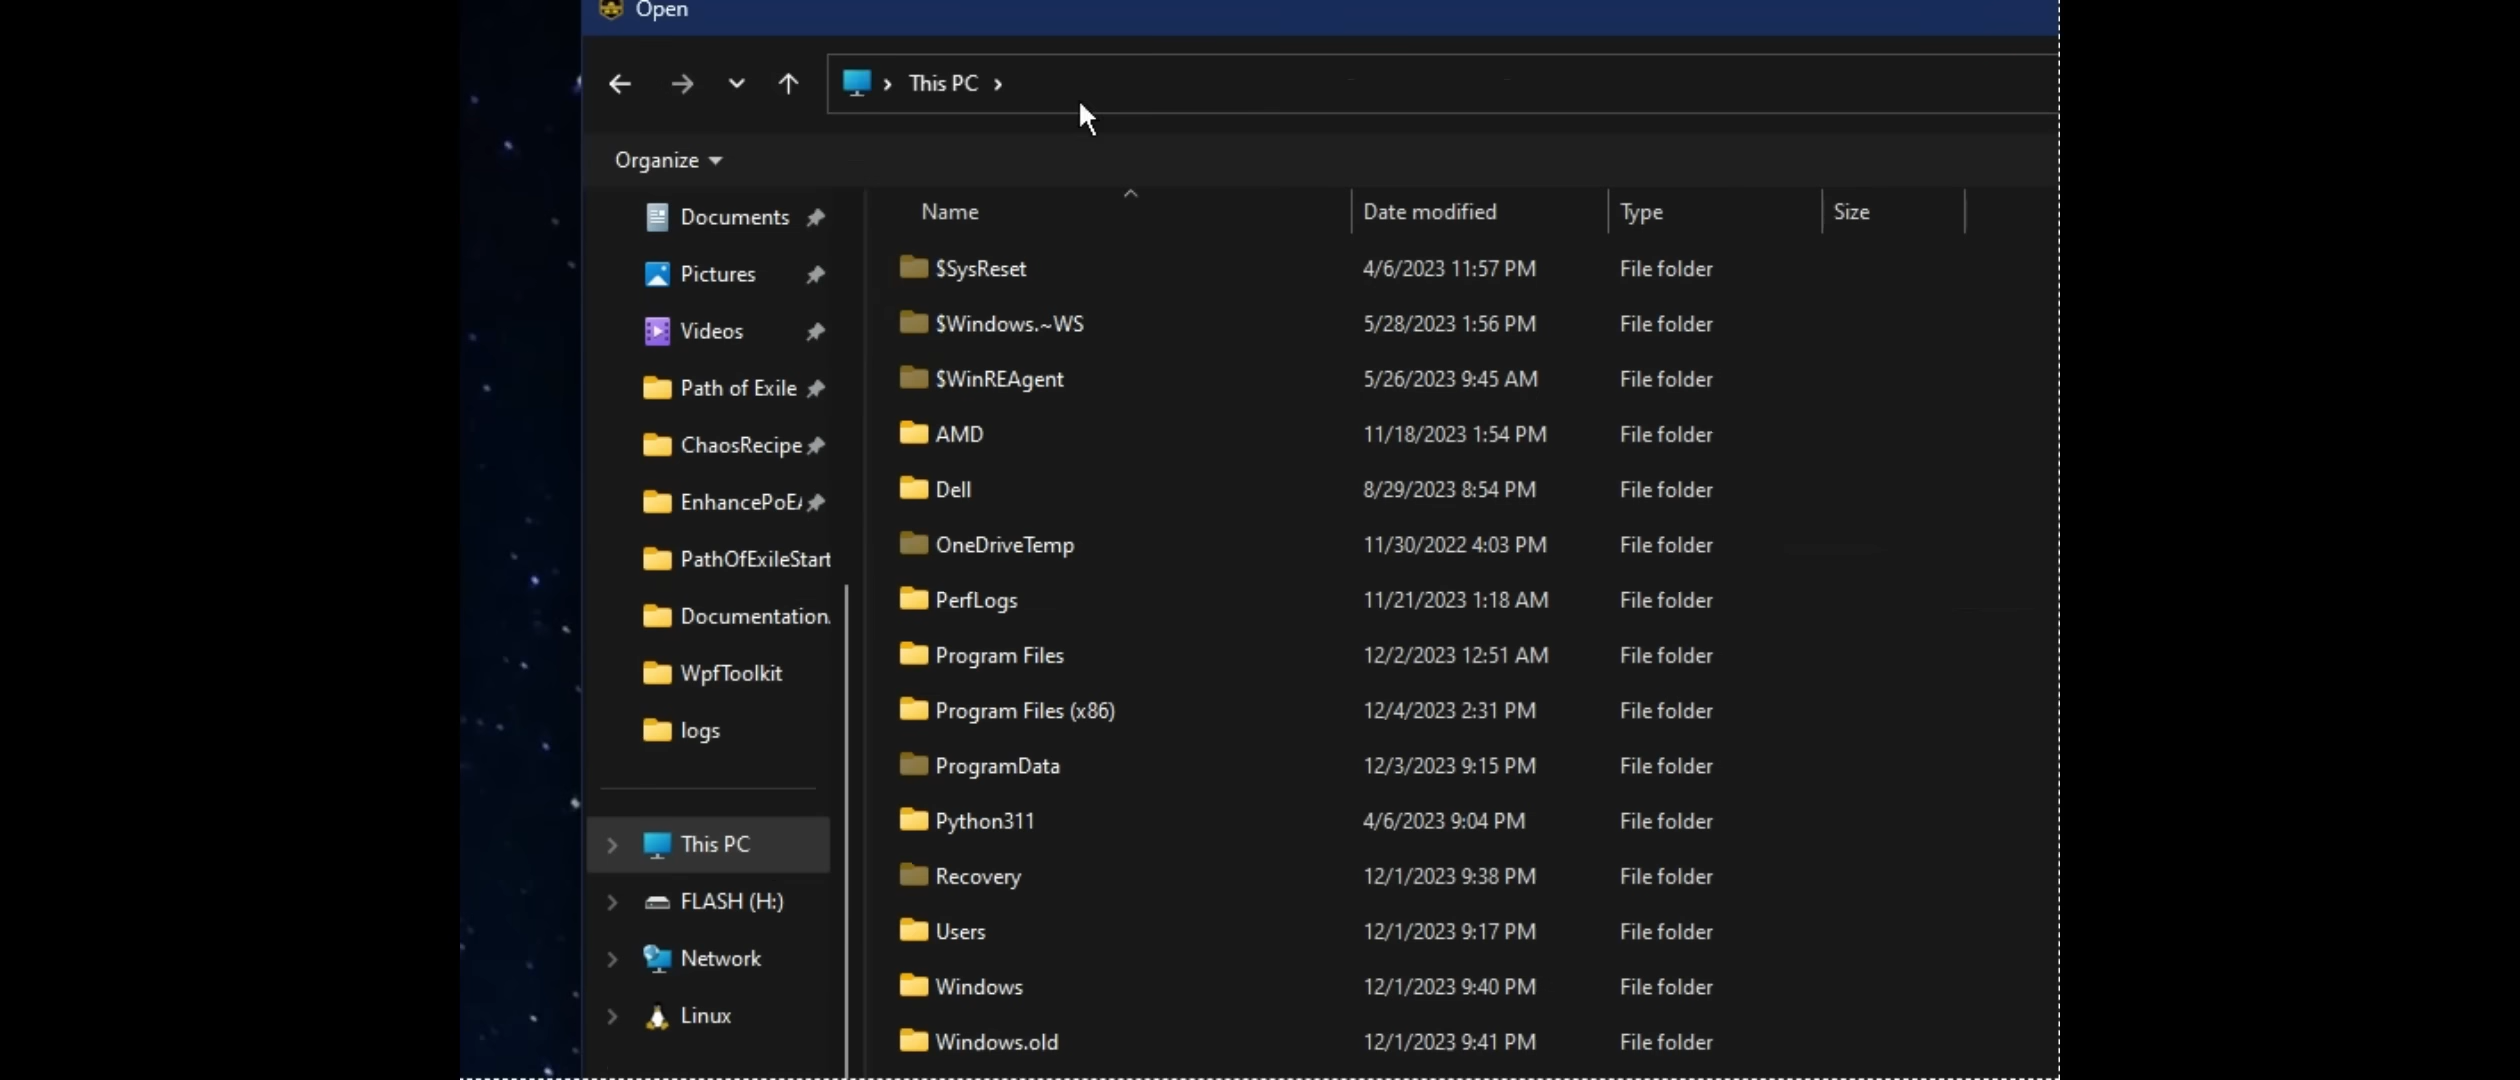 Open
This PC
Organize
Documents
Pictures
Videos
Path of Exile
ChaosRecipe
EnhancePoE
PathOfExileStart
Documentation
WpfToolkit
logs
This PC
FLASH (H:)
Network
Linux
Name Date modified Type Size
$SysReset 4/6/2023 11:57 PM File folder
$Windows.~WS 5/28/2023 1:56 PM File folder
$WinREAgent 5/26/2023 9:45 AM File folder
AMD 11/18/2023 1:54 PM File folder
Dell 8/29/2023 8:54 PM File folder
OneDriveTemp 11/30/2022 4:03 PM File folder
PerfLogs 11/21/2023 1:18 AM File folder
Program Files 12/2/2023 12:51 AM File folder
Program Files (x86) 12/4/2023 2:31 PM File folder
ProgramData 12/3/2023 9:15 PM File folder
Python311 4/6/2023 9:04 PM File folder
Recovery 12/1/2023 9:38 PM File folder
Users 12/1/2023 9:17 PM File folder
Windows 12/1/2023 9:40 PM File folder
Windows.old 12/1/2023 9:41 PM File folder